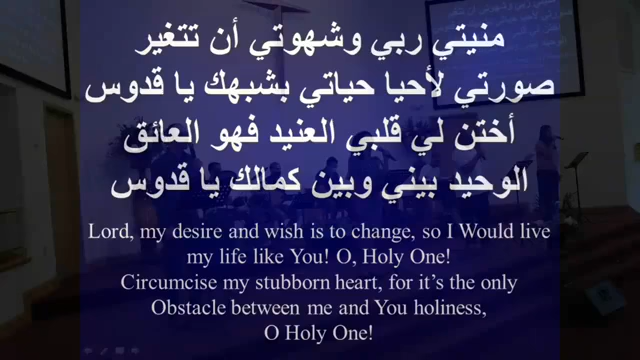 منيتي ربي وشهوتي أن تتغير
صورتي لأحيا حياتي بشبهك يا قدوس
أختن لي قلبي العنيد فهو العائق
الوحيد بيني وبين كمالك يا قدوس
Lord, my desire and wish is to change, so I Would live
my life like You! O, Holy One!
Circumcise my stubborn heart, for it’s the only
Obstacle between me and You holiness,
O Holy One!